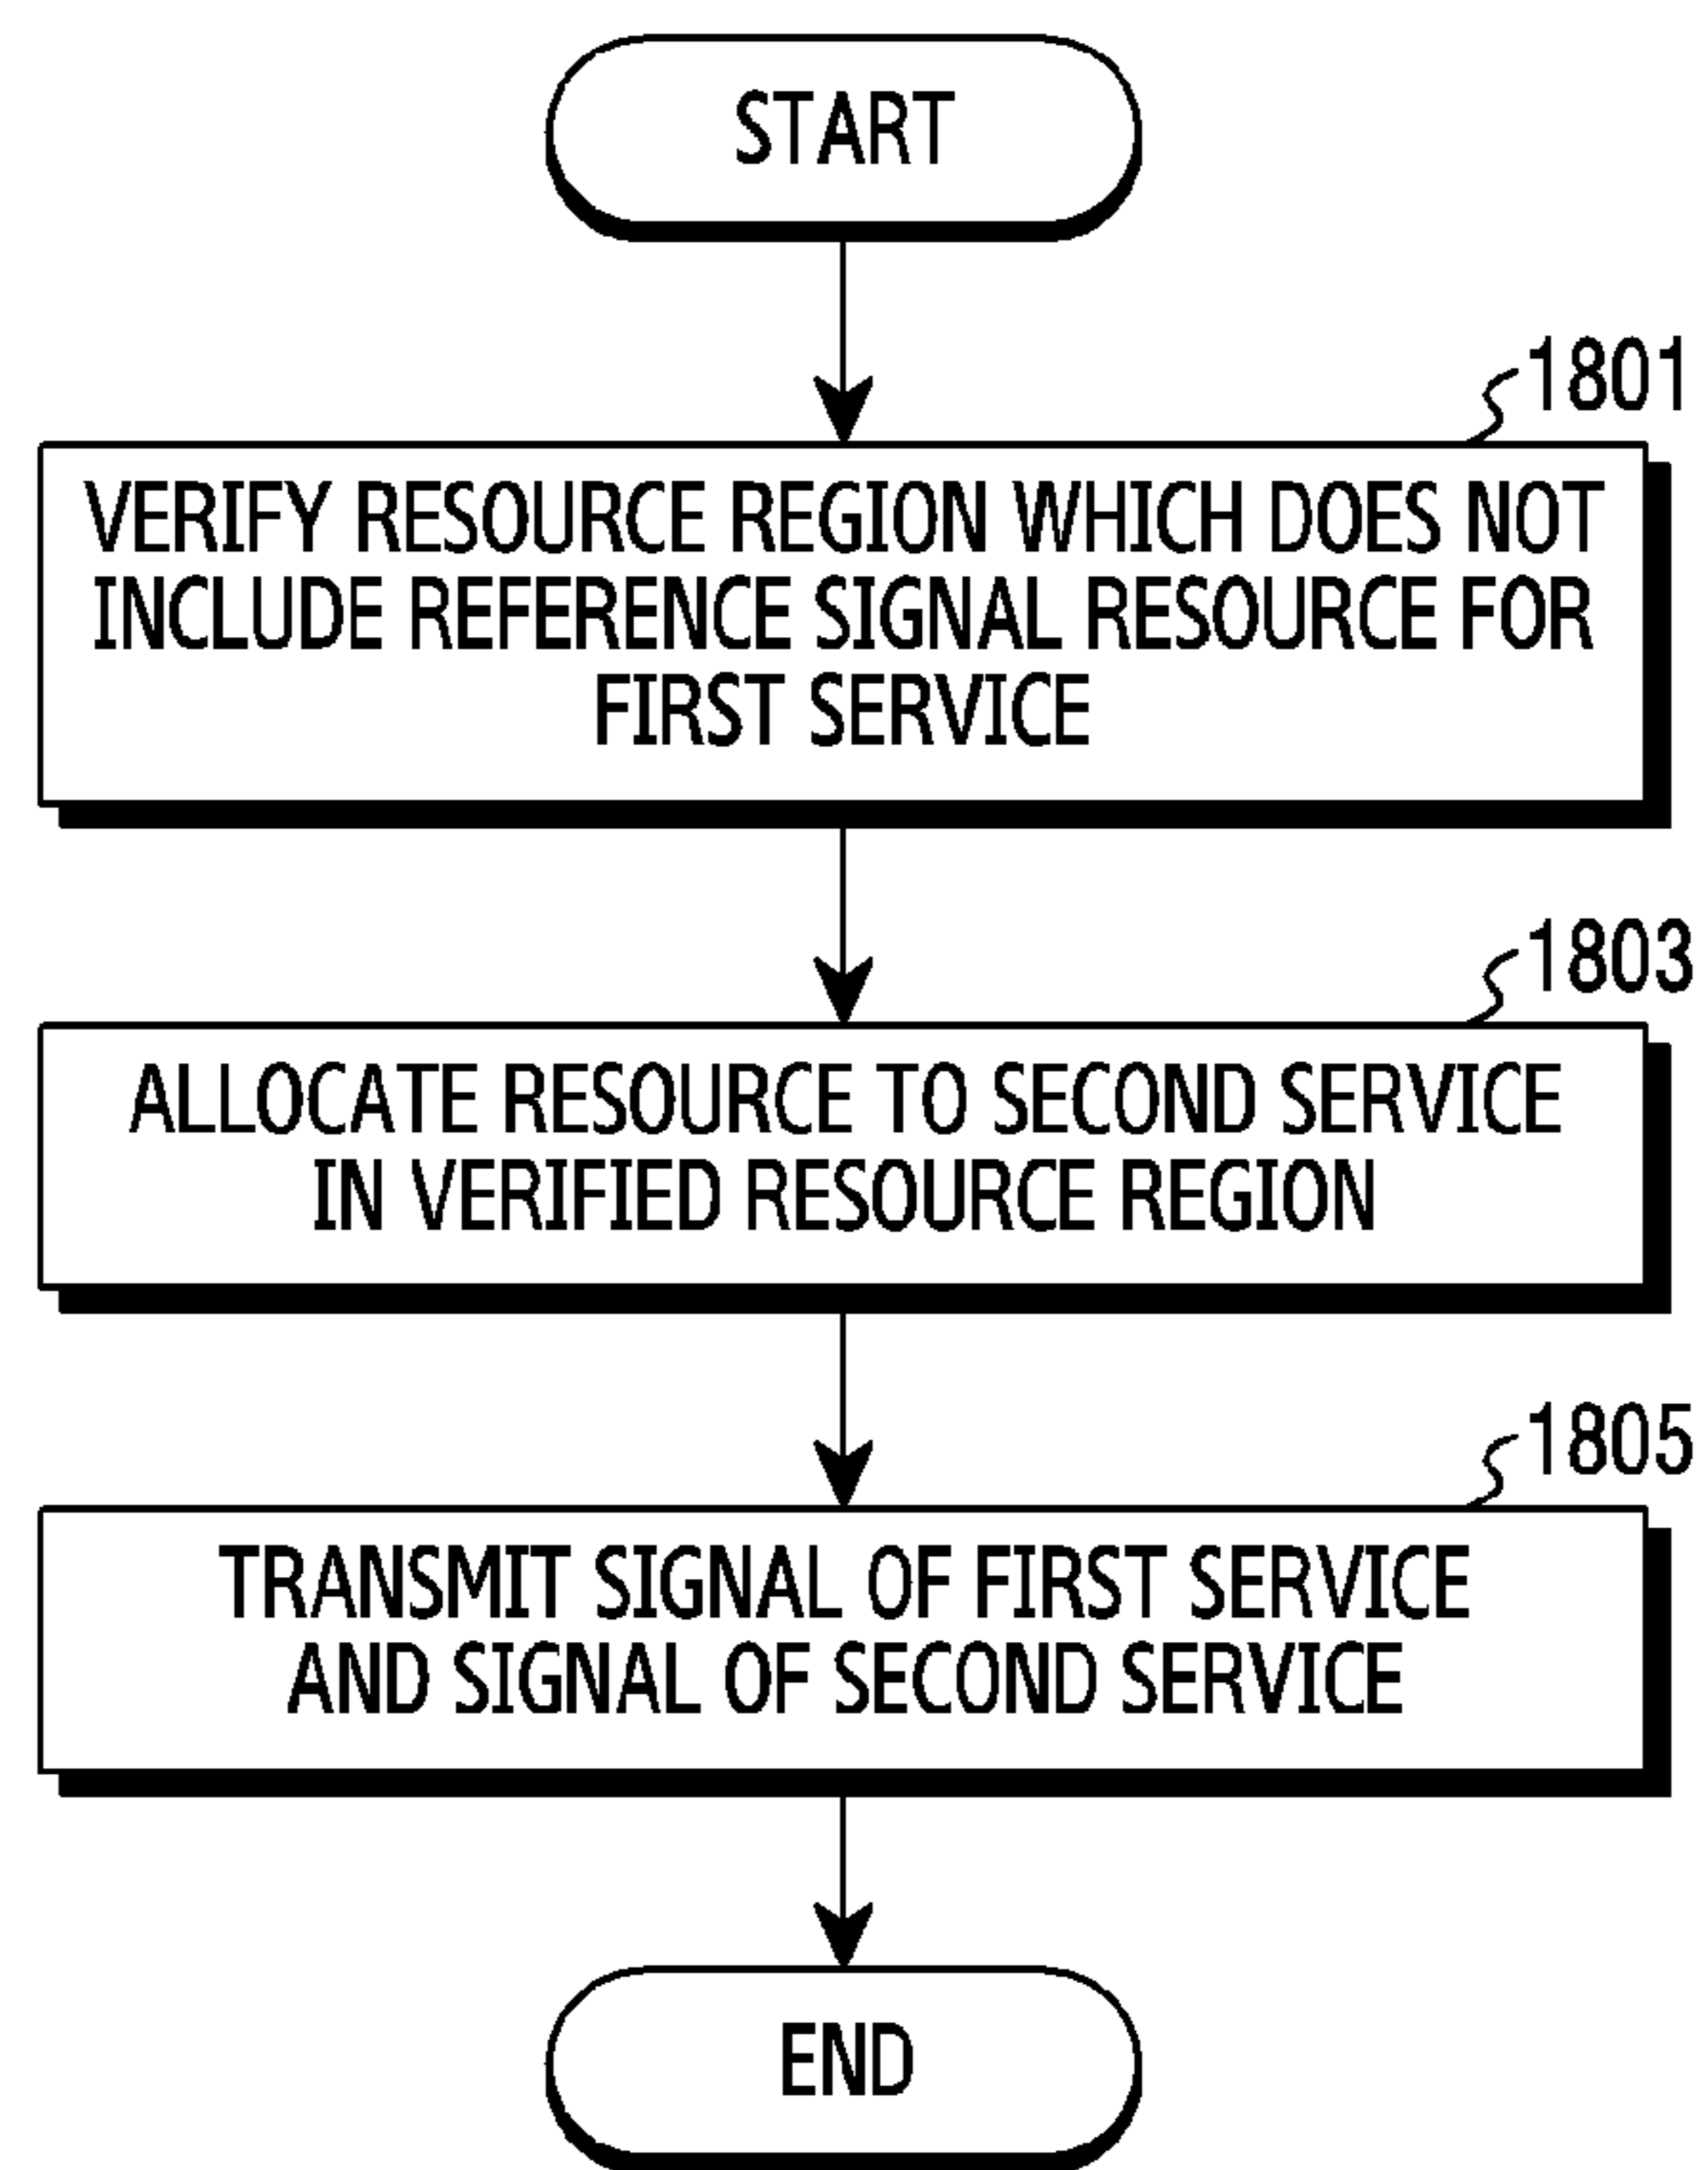 START
1801
VERIFY RESOURCE REGION WHICH DOES NOT
INCLUDE REFERENCE SIGNAL RESOURCE FOR
FIRST SERVICE
1803
ALLOCATE RESOURCE TO SECOND SERVICE
IN VERIFIED RESOURCE REGION
1805
TRANSMIT SIGNAL OF FIRST SERVICE
AND SIGNAL OF SECOND SERVICE
END